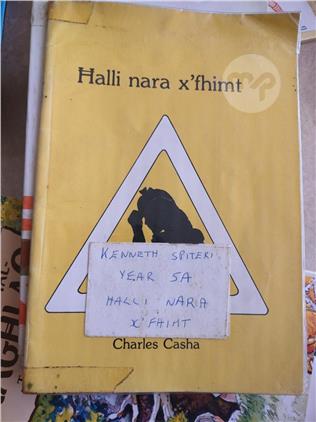 Ħalli nara x'fhimt
KENNETH SPITERI
YEAR 5A
HALLI NARA
X'FHIMT
Charles Casha